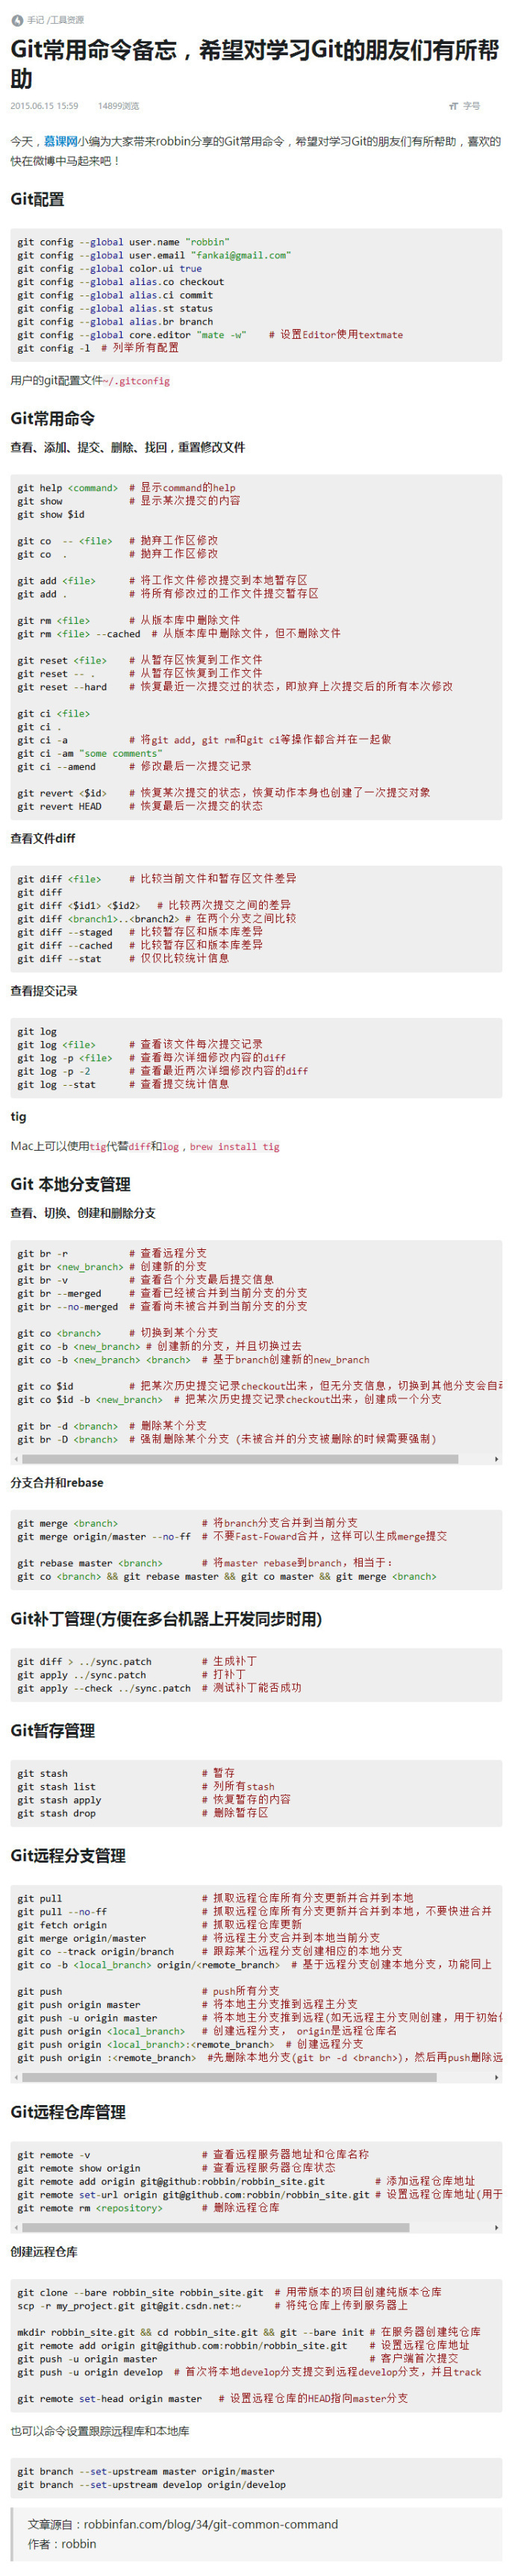 手记 /工具资源
Git常用命令备忘，希望对学习Git的朋友们有所帮
助
2015.06.15 15:59 14899浏览 字号
今天，慕课网小编为大家带来robbin分享的Git常用命令，希望对学习Git的朋友们有所帮助，喜欢的
快在微博中马起来吧！
Git配置
git config --global user.name "robbin"
git config --global user.email "fankai@gmail.com"
git config --global color.ui true
git config --global alias.co checkout
git config --global alias.ci commit
git config --global alias.st status
git config --global alias.br branch
git config --global core.editor "mate -w" # 设置Editor使用textmate
git config -l # 列举所有配置
用户的git配置文件~/.gitconfig
Git常用命令
查看、添加、提交、删除、找回，重置修改文件
git help <command> # 显示command的help
git show # 显示某次提交的内容
git show $id
git co -- <file> # 抛弃工作区修改
git co . # 抛弃工作区修改
git add <file> # 将工作文件修改提交到本地暂存区
git add . # 将所有修改过的工作文件提交暂存区
git rm <file> # 从版本库中删除文件
git rm <file> --cached # 从版本库中删除文件，但不删除文件
git reset <file> # 从暂存区恢复到工作文件
git reset -- . # 从暂存区恢复到工作文件
git reset --hard # 恢复最近一次提交过的状态，即放弃上次提交后的所有本次修改
git ci <file>
git ci .
git ci -a # 将git add, git rm和git ci等操作都合并在一起做
git ci -am "some comments"
git ci --amend # 修改最后一次提交记录
git revert <$id> # 恢复某次提交的状态，恢复动作本身也创建了一次提交对象
git revert HEAD # 恢复最后一次提交的状态
查看文件diff
git diff <file> # 比较当前文件和暂存区文件差异
git diff
git diff <$id1> <$id2> # 比较两次提交之间的差异
git diff <branch1>..<branch2> # 在两个分支之间比较
git diff --staged # 比较暂存区和版本库差异
git diff --cached # 比较暂存区和版本库差异
git diff --stat # 仅仅比较统计信息
查看提交记录
git log
git log <file> # 查看该文件每次提交记录
git log -p <file> # 查看每次详细修改内容的diff
git log -p -2 # 查看最近两次详细修改内容的diff
git log --stat # 查看提交统计信息
tig
Mac上可以使用tig代替diff和log，brew install tig
Git 本地分支管理
查看、切换、创建和删除分支
git br -r # 查看远程分支
git br <new_branch> # 创建新的分支
git br -v # 查看各个分支最后提交信息
git br --merged # 查看已经被合并到当前分支的分支
git br --no-merged # 查看尚未被合并到当前分支的分支
git co <branch> # 切换到某个分支
git co -b <new_branch> # 创建新的分支，并且切换过去
git co -b <new_branch> <branch> # 基于branch创建新的new_branch
git co $id # 把某次历史提交记录checkout出来，但无分支信息，切换到其他分支会自动
git co $id -b <new_branch> # 把某次历史提交记录checkout出来，创建成一个分支
git br -d <branch> # 删除某个分支
git br -D <branch> # 强制删除某个分支 (未被合并的分支被删除的时候需要强制)
分支合并和rebase
git merge <branch> # 将branch分支合并到当前分支
git merge origin/master --no-ff # 不要Fast-Foward合并，这样可以生成merge提交
git rebase master <branch> # 将master rebase到branch，相当于：
git co <branch> && git rebase master && git co master && git merge <branch>
Git补丁管理(方便在多台机器上开发同步时用)
git diff > ../sync.patch # 生成补丁
git apply ../sync.patch # 打补丁
git apply --check ../sync.patch # 测试补丁能否成功
Git暂存管理
git stash # 暂存
git stash list # 列所有stash
git stash apply # 恢复暂存的内容
git stash drop # 删除暂存区
Git远程分支管理
git pull # 抓取远程仓库所有分支更新并合并到本地
git pull --no-ff # 抓取远程仓库所有分支更新并合并到本地，不要快进合并
git fetch origin # 抓取远程仓库更新
git merge origin/master # 将远程主分支合并到本地当前分支
git co --track origin/branch # 跟踪某个远程分支创建相应的本地分支
git co -b <local_branch> origin/<remote_branch> # 基于远程分支创建本地分支，功能同上
git push # push所有分支
git push origin master # 将本地主分支推到远程主分支
git push -u origin master # 将本地主分支推到远程(如无远程主分支则创建，用于初始
git push origin <local_branch> # 创建远程分支， origin是远程仓库名
git push origin <local_branch>:<remote_branch> # 创建远程分支
git push origin :<remote_branch> #先删除本地分支(git br -d <branch>)，然后再push删除远
Git远程仓库管理
git remote -v # 查看远程服务器地址和仓库名称
git remote show origin # 查看远程服务器仓库状态
git remote add origin git@github:robbin/robbin_site.git # 添加远程仓库地址
git remote set-url origin git@github.com:robbin/robbin_site.git # 设置远程仓库地址(用于
git remote rm <repository> # 删除远程仓库
创建远程仓库
git clone --bare robbin_site robbin_site.git # 用带版本的项目创建纯版本仓库
scp -r my_project.git git@git.csdn.net:~ # 将纯仓库上传到服务器上
mkdir robbin_site.git && cd robbin_site.git && git --bare init # 在服务器创建纯仓库
git remote add origin git@github.com:robbin/robbin_site.git # 设置远程仓库地址
git push -u origin master # 客户端首次提交
git push -u origin develop # 首次将本地develop分支提交到远程develop分支，并且track
git remote set-head origin master # 设置远程仓库的HEAD指向master分支
也可以命令设置跟踪远程库和本地库
git branch --set-upstream master origin/master
git branch --set-upstream develop origin/develop
文章源自：robbinfan.com/blog/34/git-common-command
作者：robbin